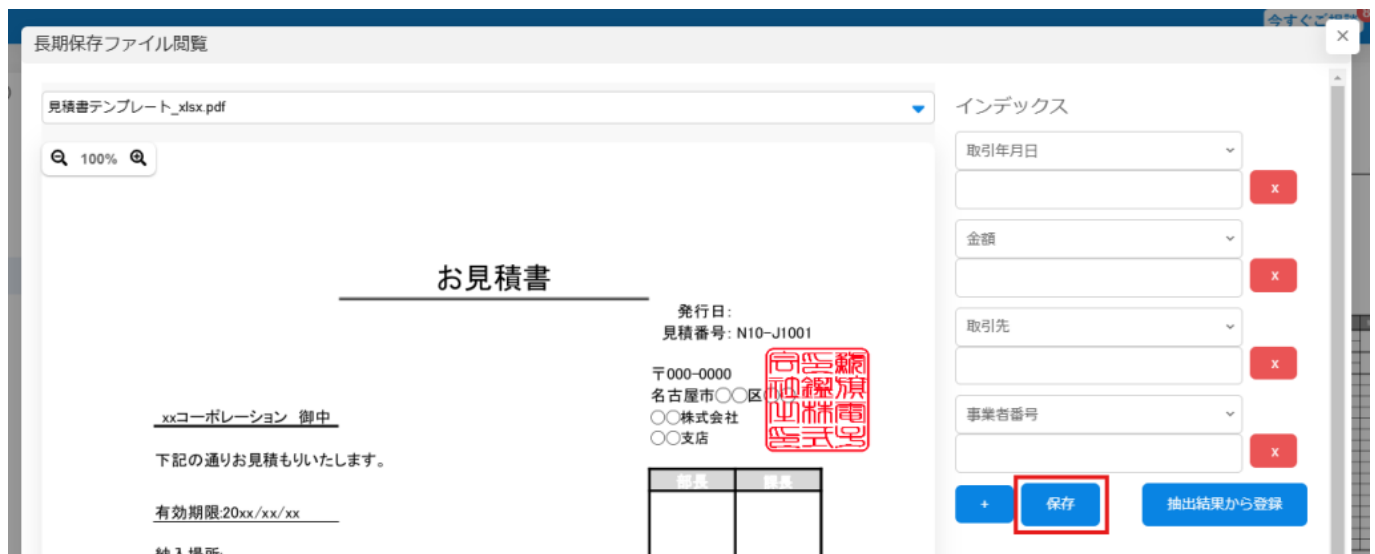 今すぐご相談
長期保存ファイル閲覧
×
見積書テンプレート_xlsx.pdf
100%
お見積書
発行日:
見積番号: N10-J1001
〒000-0000
名古屋市〇〇区
〇〇株式会社
〇〇支店
xxコーポレーション 御中
下記の通りお見積もりいたします。
部長 課長
有効期限:20xx/xx/xx
納入場所:
インデックス
取引年月日
x
金額
x
取引先
x
事業者番号
x
+ 保存 抽出結果から登録